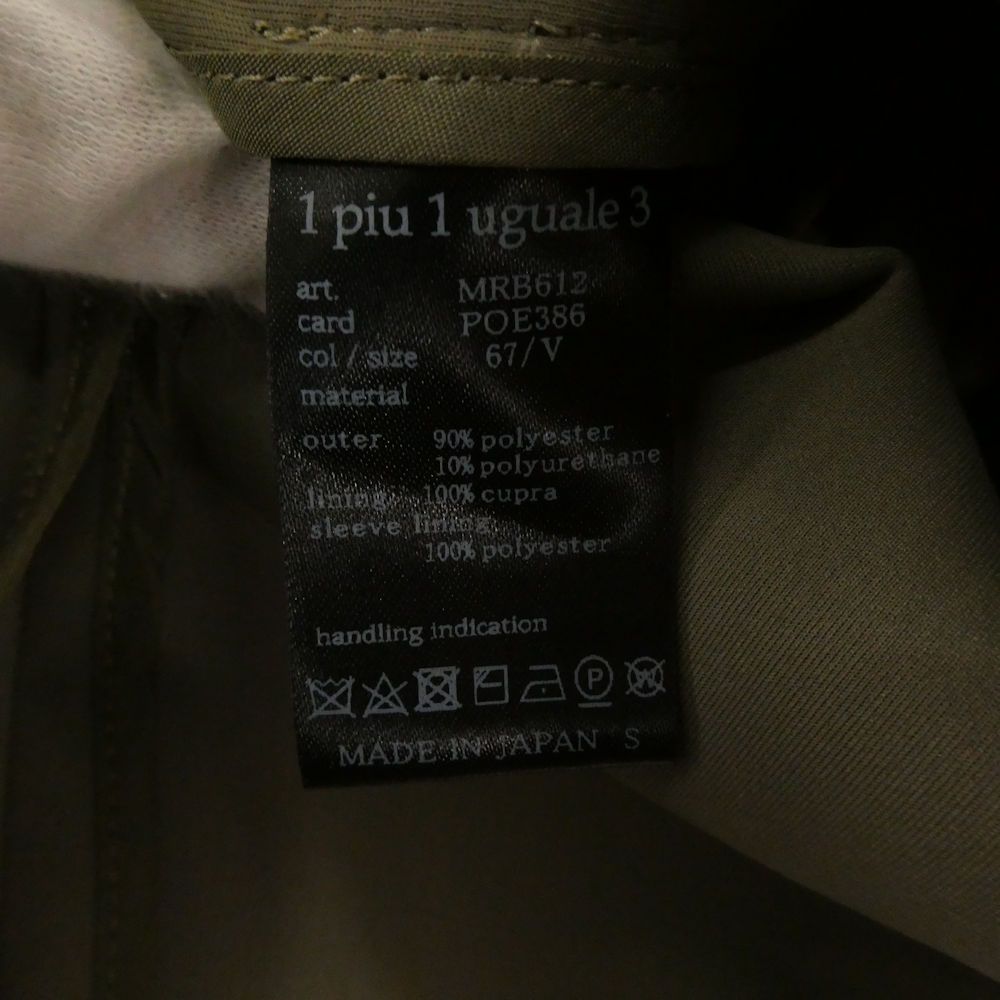 1 piu 1 uguale 3
art. MRB612
card POE386
col / size 67/V
material
outer 90% polyester
10% polyurethane
lining 100% cupra
sleeve lining
100% polyester
handling indication
P W
MADE IN JAPAN S